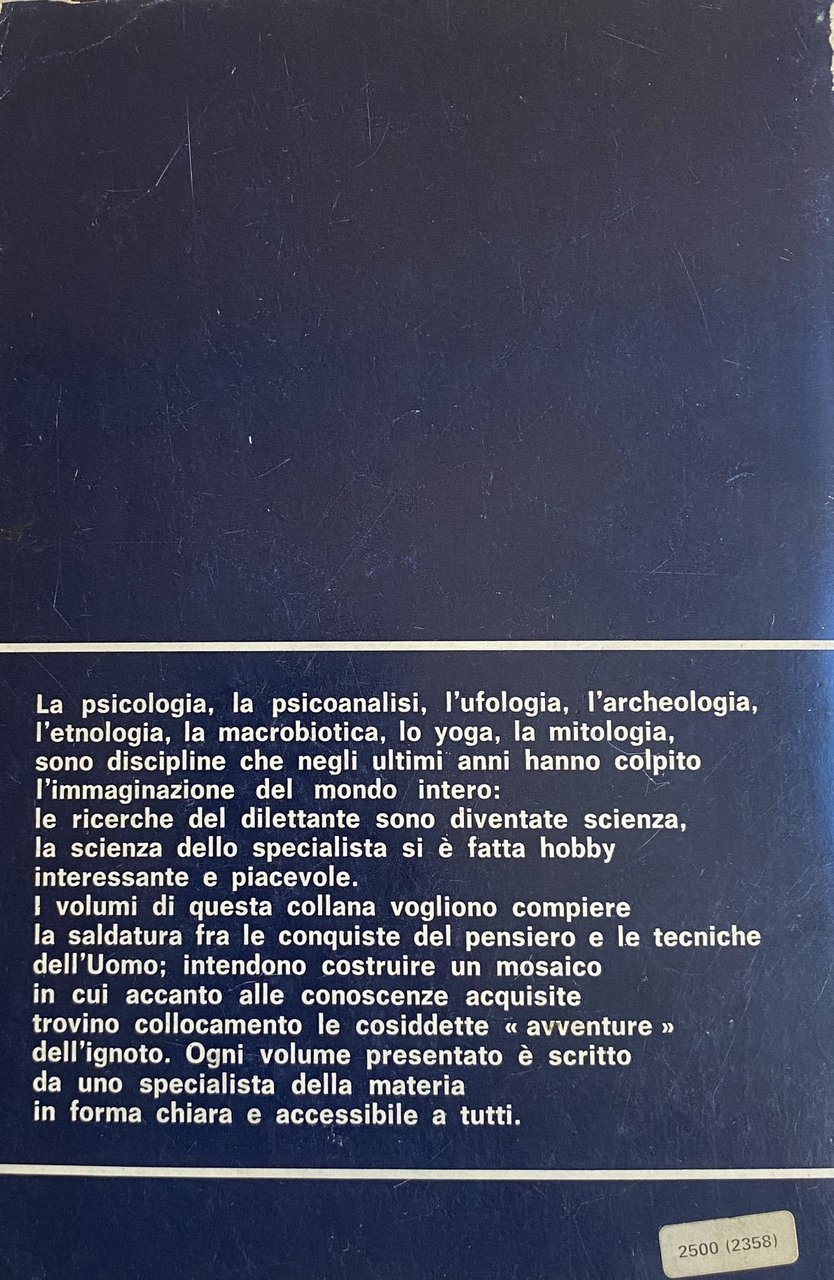 La psicologia, la psicoanalisi, l'ufologia, l'archeologia,
l'etnologia, la macrobiotica, lo yoga, la mitologia,
sono discipline che negli ultimi anni hanno colpito
l'immaginazione del mondo intero:
le ricerche del dilettante sono diventate scienza,
la scienza dello specialista si è fatta hobby
interessante e piacevole.
I volumi di questa collana vogliono compiere
la saldatura fra le conquiste del pensiero e le tecniche
dell'Uomo; intendono costruire un mosaico
in cui accanto alle conoscenze acquisite
trovino collocamento le cosiddette « avventure »
dell'ignoto. Ogni volume presentato è scritto
da uno specialista della materia
in forma chiara e accessibile a tutti.
2500 (2358)